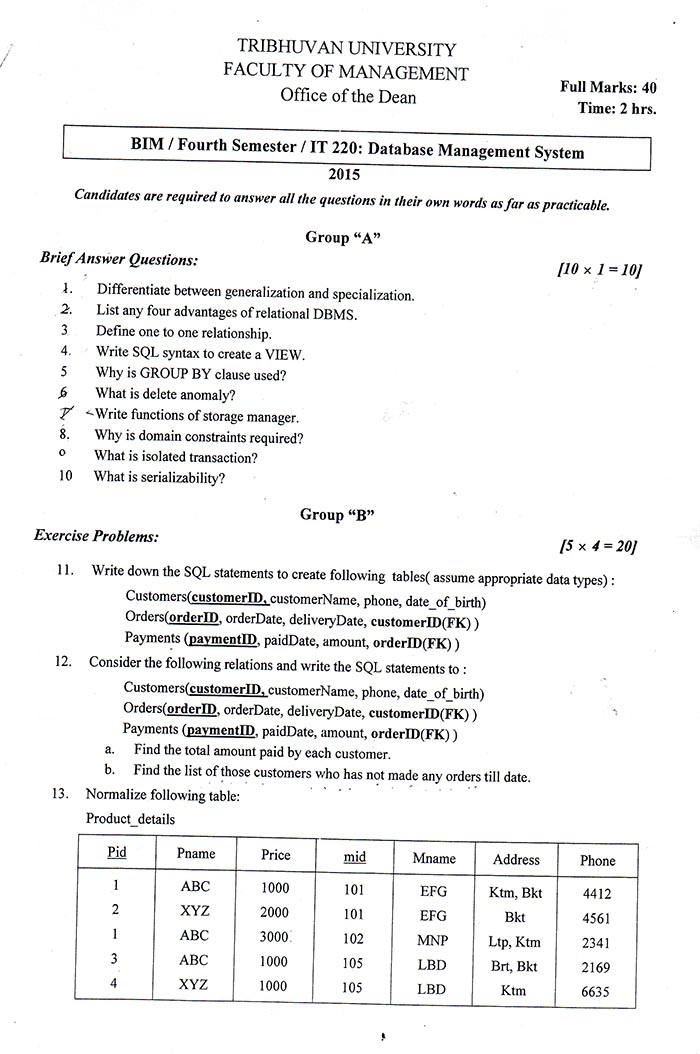 TRIBHUVAN UNIVERSITY
FACULTY OF MANAGEMENT
Office of the Dean
Full Marks: 40
Time: 2 hrs.
BIM / Fourth Semester / IT 220: Database Management System
2015
Candidates are required to answer all the questions in their own words as far as practicable.
Group “A”
Brief Answer Questions:
[10 × 1 = 10]
1. Differentiate between generalization and specialization.
2. List any four advantages of relational DBMS.
3 Define one to one relationship.
4. Write SQL syntax to create a VIEW.
5 Why is GROUP BY clause used?
6 What is delete anomaly?
7 Write functions of storage manager.
8. Why is domain constraints required?
What is isolated transaction?
10 What is serializability?
Group “B”
Exercise Problems:
[5 × 4 = 20]
11. Write down the SQL statements to create following tables( assume appropriate data types) :
Customers(customerID, customerName, phone, date_of_birth)
Orders(orderID, orderDate, deliveryDate, customerID(FK) )
Payments (paymentID, paidDate, amount, orderID(FK) )
12. Consider the following relations and write the SQL statements to :
Customers(customerID, customerName, phone, date_of_birth)
Orders(orderID, orderDate, deliveryDate, customerID(FK) )
Payments (paymentID, paidDate, amount, orderID(FK) )
a. Find the total amount paid by each customer.
b. Find the list of those customers who has not made any orders till date.
13. Normalize following table:
Product_details
Pid Pname Price mid Mname Address Phone
1 ABC 1000 101 EFG Ktm, Bkt 4412
2 XYZ 2000 101 EFG Bkt 4561
1 ABC 3000 102 MNP Ltp, Ktm 2341
3 ABC 1000 105 LBD Brt, Bkt 2169
4 XYZ 1000 105 LBD Ktm 6635